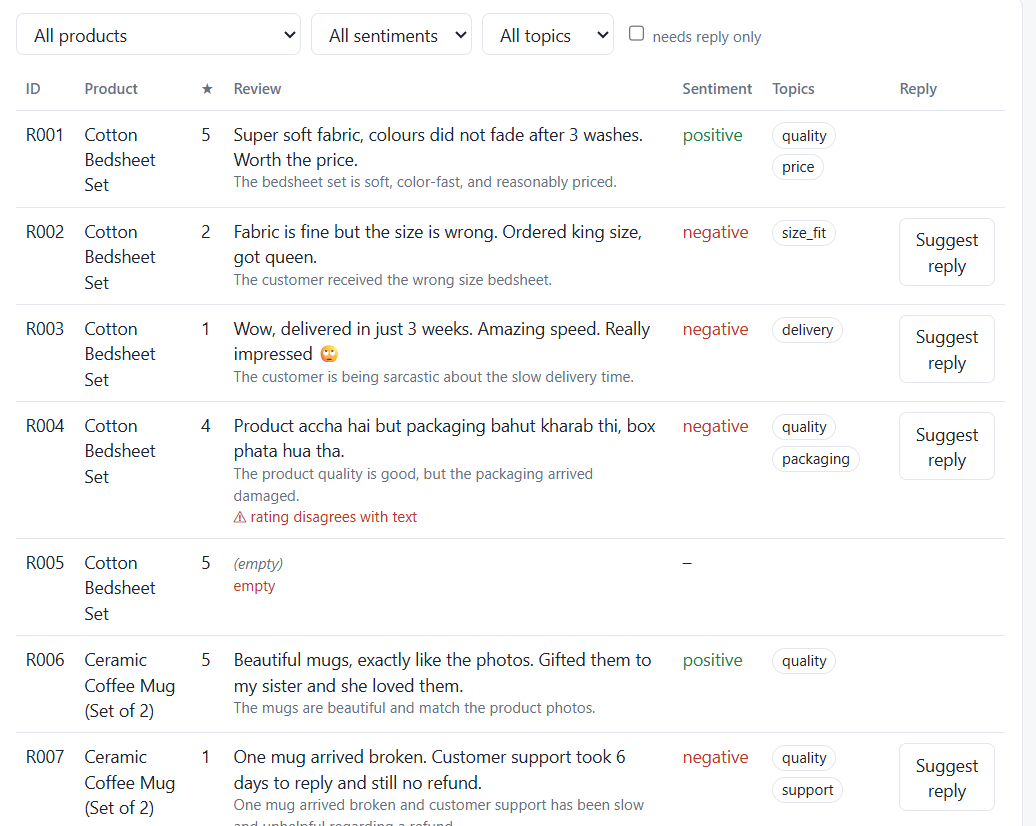 All products All sentiments All topics needs reply only
ID Product ★ Review Sentiment Topics Reply
R001 Cotton Bedsheet Set 5 Super soft fabric, colours did not fade after 3 washes. positive quality
Worth the price. price
The bedsheet set is soft, color-fast, and reasonably priced.
R002 Cotton Bedsheet Set 2 Fabric is fine but the size is wrong. Ordered king size, negative size_fit Suggest reply
got queen.
The customer received the wrong size bedsheet.
R003 Cotton Bedsheet Set 1 Wow, delivered in just 3 weeks. Amazing speed. Really negative delivery Suggest reply
impressed 🙄
The customer is being sarcastic about the slow delivery time.
R004 Cotton Bedsheet Set 4 Product accha hai but packaging bahut kharab thi, box negative quality Suggest reply
phata hua tha. packaging
The product quality is good, but the packaging arrived
damaged.
⚠ rating disagrees with text
R005 Cotton Bedsheet Set 5 (empty) –
empty
R006 Ceramic Coffee Mug (Set of 2) 5 Beautiful mugs, exactly like the photos. Gifted them to positive quality
my sister and she loved them.
The mugs are beautiful and match the product photos.
R007 Ceramic Coffee Mug (Set of 2) 1 One mug arrived broken. Customer support took 6 negative quality Suggest reply
days to reply and still no refund. support
One mug arrived broken and customer support has been slow
and unhelpful regarding a refund.